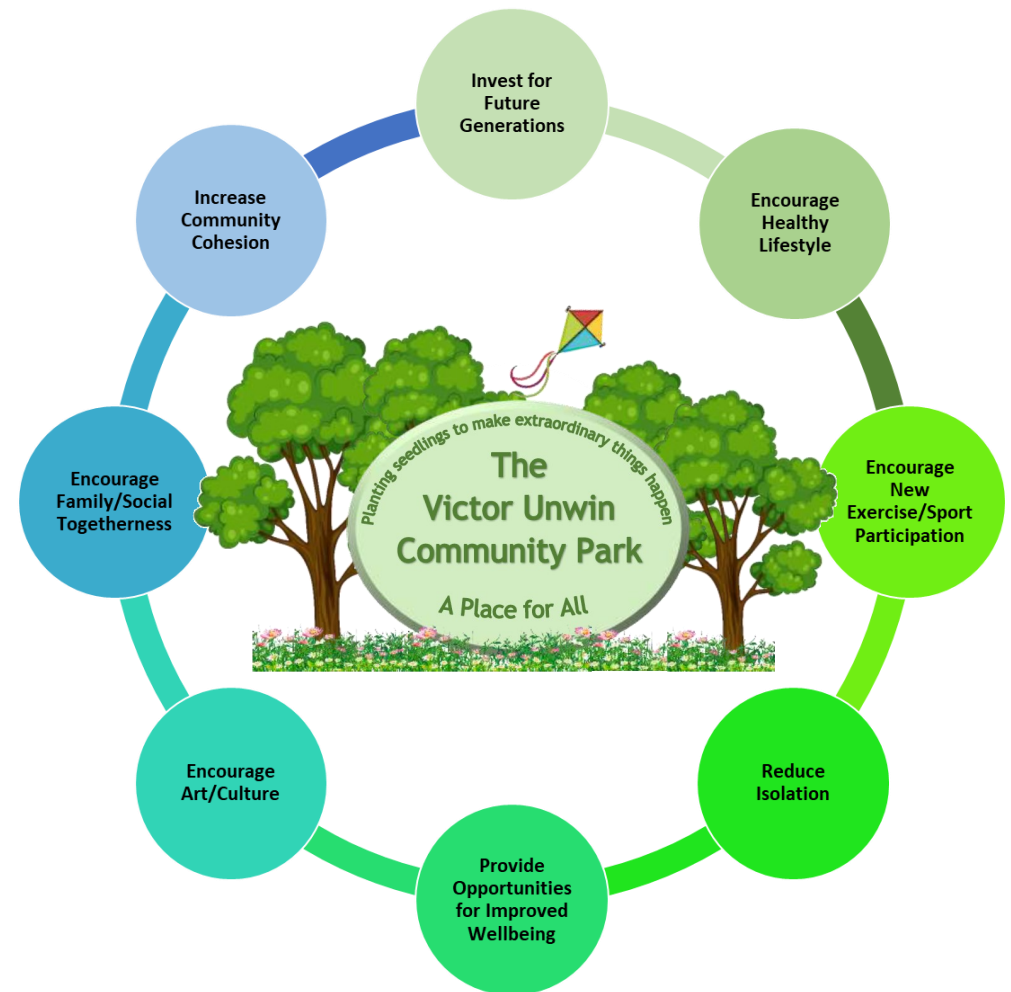 Invest for
Future
Generations
Encourage
Healthy
Lifestyle
Encourage
New
Exercise/Sport
Participation
Reduce
Isolation
Provide
Opportunities
for Improved
Wellbeing
Encourage
Art/Culture
Encourage
Family/Social
Togetherness
Increase
Community
Cohesion
Planting seedlings to make extraordinary things happen
The
Victor Unwin
Community Park
A Place for All